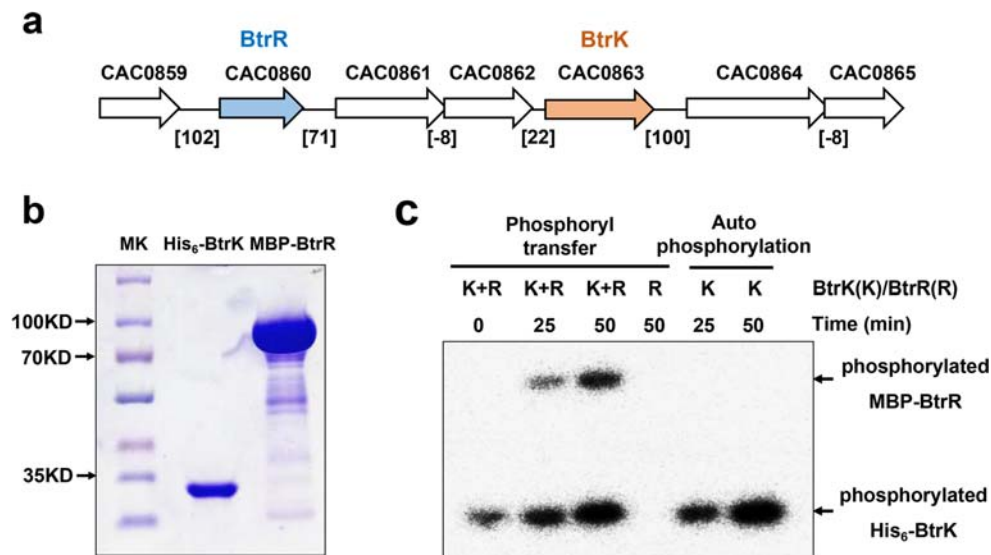 a
BtrR BtrK
CAC0859 CAC0860 CAC0861 CAC0862 CAC0863 CAC0864 CAC0865
[102] [71] [-8] [22] [100] [-8]
b
MK His₆-BtrK MBP-BtrR
100KD
70KD
35KD
c
Phosphoryl
transfer
Auto
phosphorylation
K+R K+R K+R R K K BtrK(K)/BtrR(R)
0 25 50 50 25 50 Time (min)
phosphorylated
MBP-BtrR
phosphorylated
His₆-BtrK